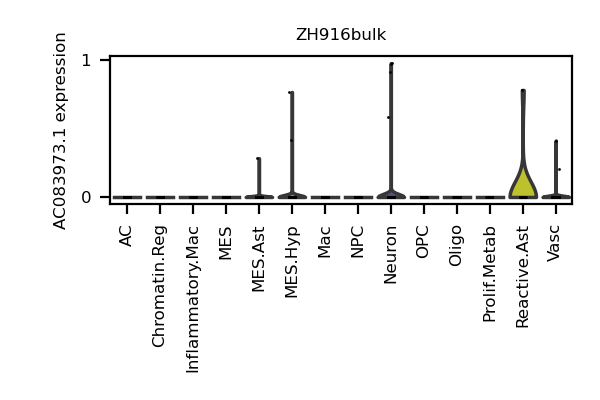 ZH916bulk
AC083973.1 expression
1
0
AC
Chromatin.Reg
Inflammatory.Mac
MES
MES.Ast
MES.Hyp
Mac
NPC
Neuron
OPC
Oligo
Prolif.Metab
Reactive.Ast
Vasc